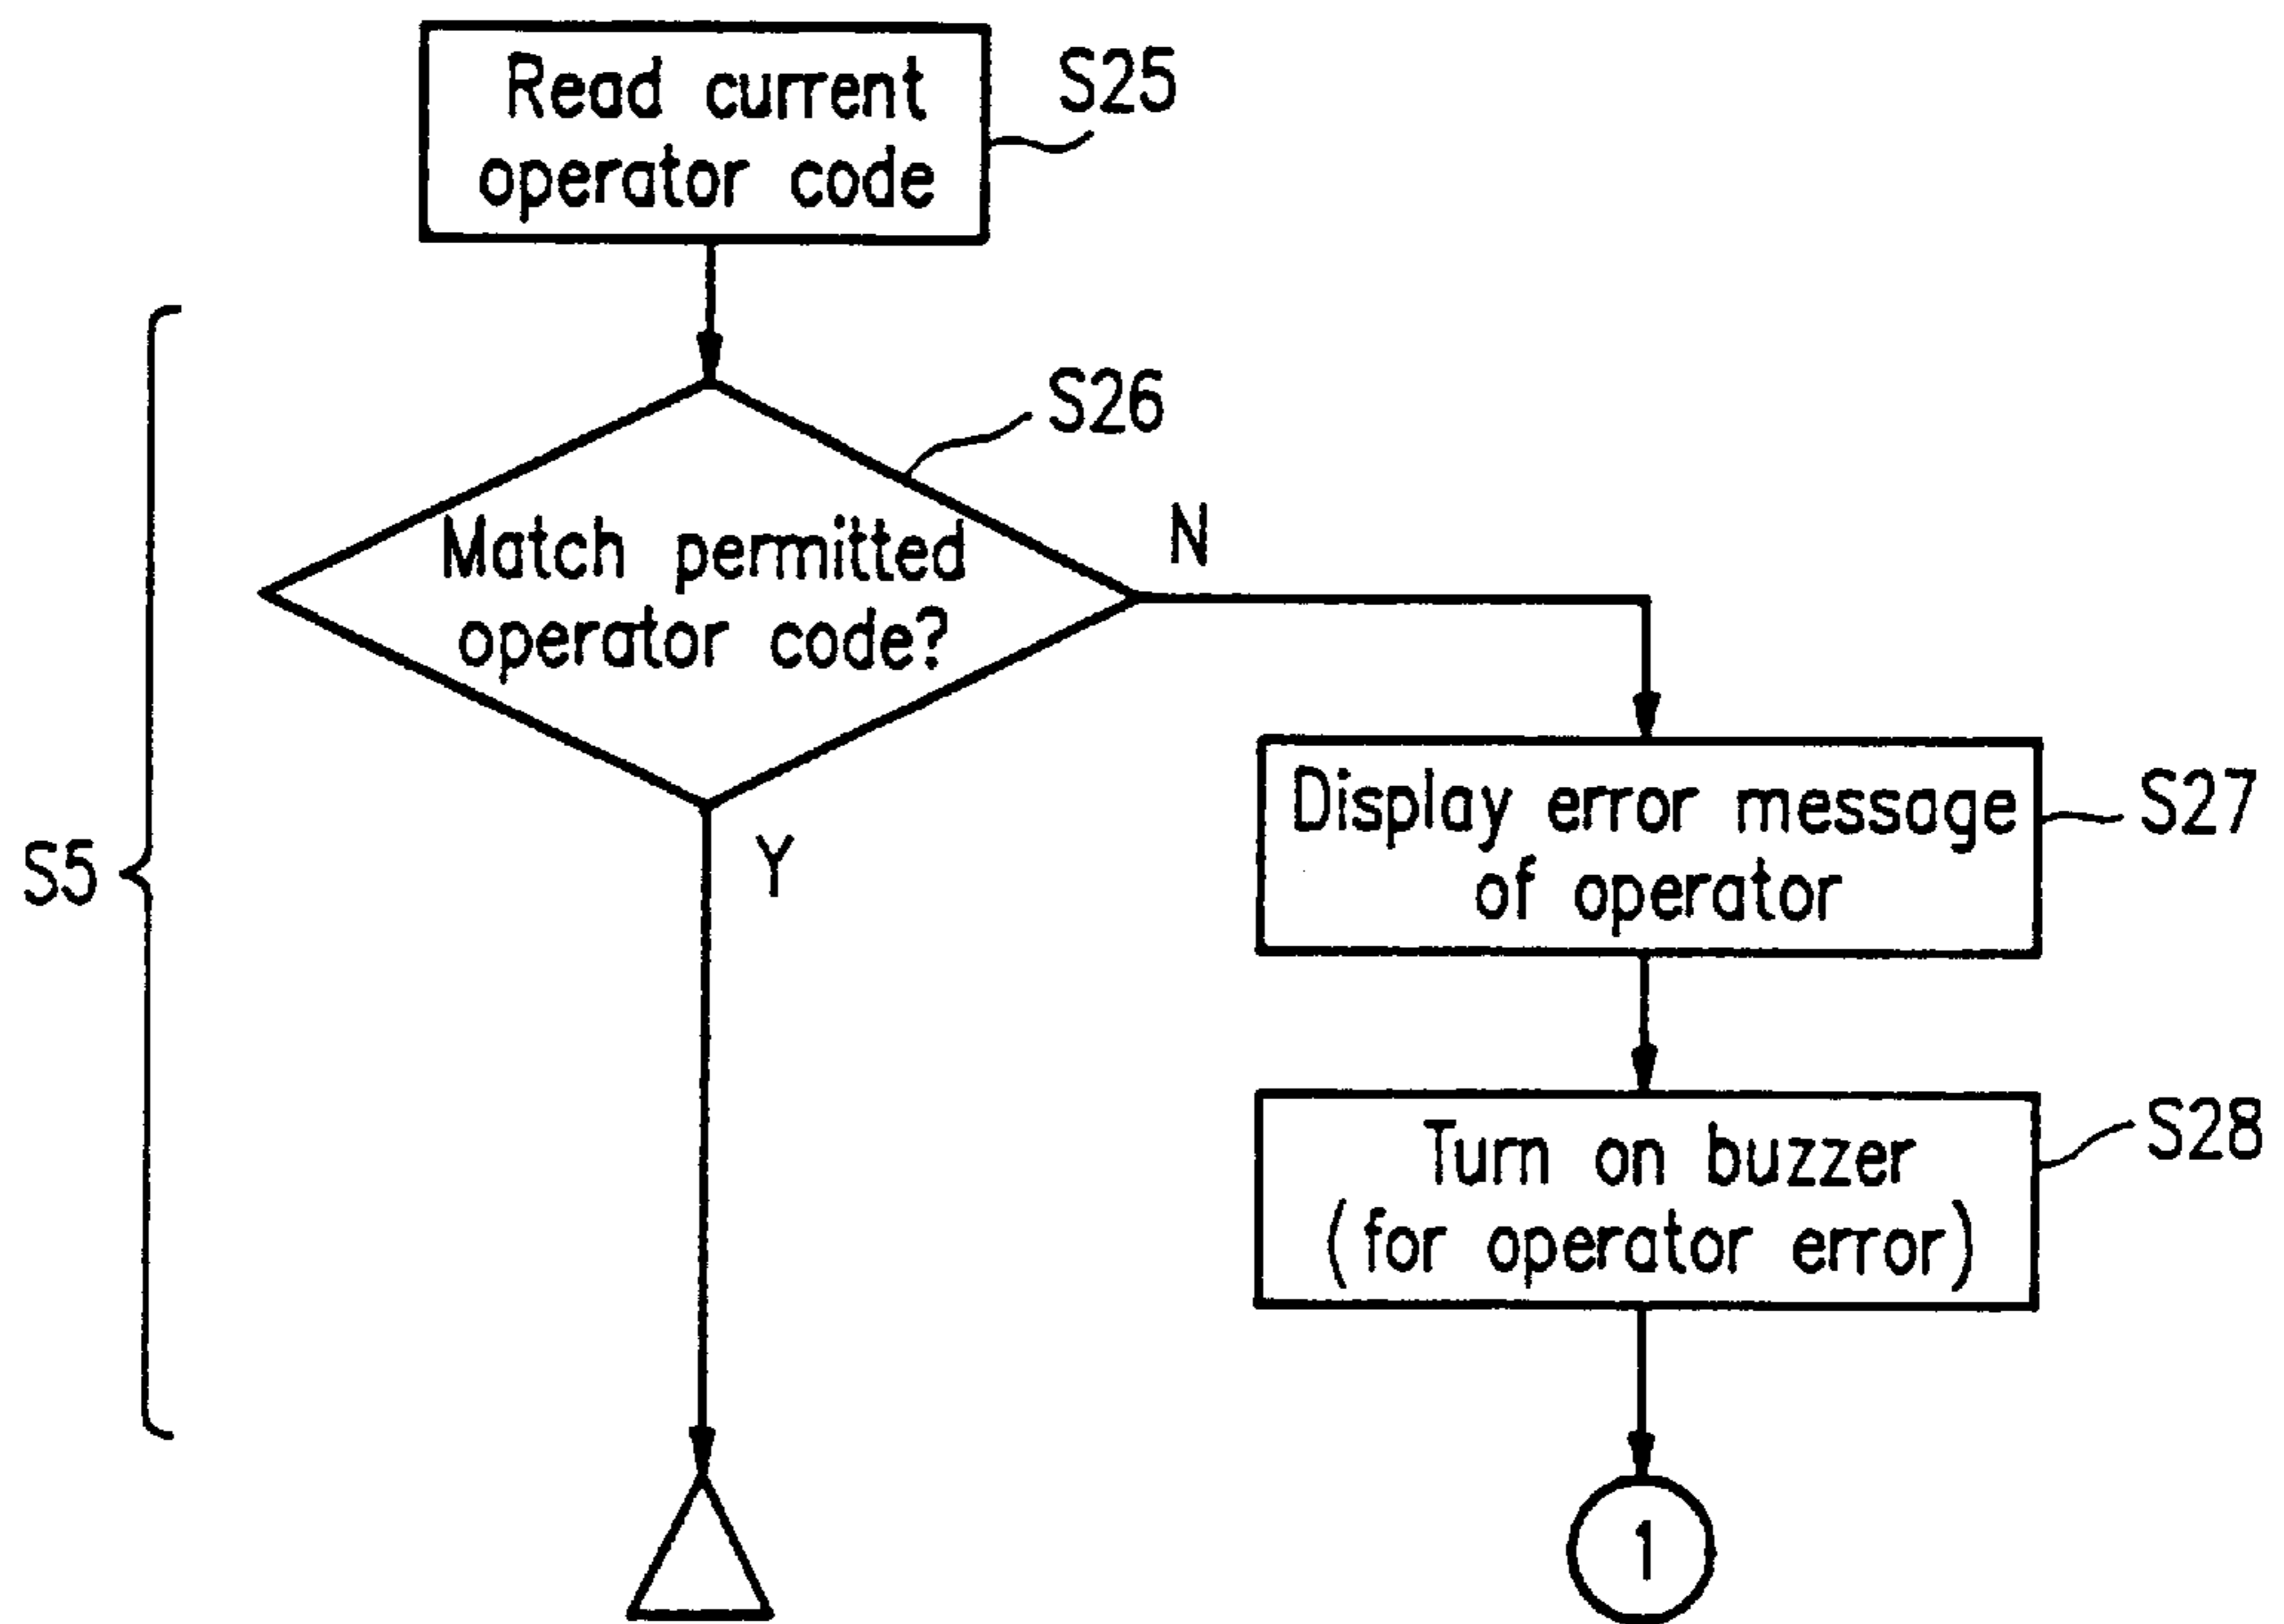 Read current
operator code
S25
S26
Match permitted
operator code?
N
Y
S5
Display error message
of operator
S27
Turn on buzzer
(for operator error)
S28
1